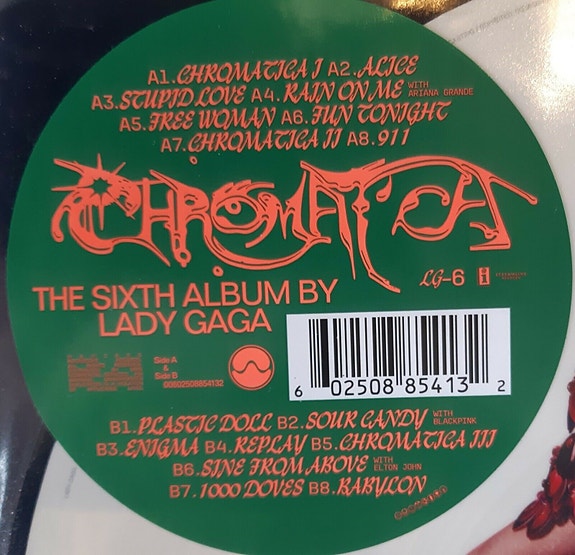 A1.CHROMATICA I A2.ALICE
A3.STUPID LOVE A4.RAIN ON ME WITH ARIANA GRANDE
A5.FREE WOMAN A6.FUN TONIGHT
A7.CHROMATICA II A8.911
CHROMATICA
THE SIXTH ALBUM BY
LADY GAGA
LG-6
Side A
&
Side B
00602508854132
6 02508 85413 2
B1.PLASTIC DOLL B2.SOUR CANDY WITH BLACKPINK
B3.ENIGMA B4.REPLAY B5.CHROMATICA III
B6.SINE FROM ABOVE WITH ELTON JOHN
B7.1000 DOVES B8.BABYLON